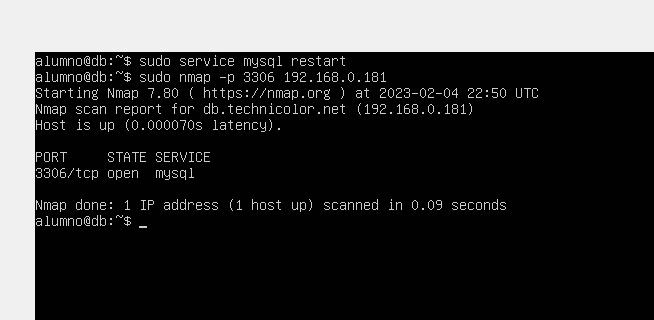 alumno@db:~$ sudo service mysql restart
alumno@db:~$ sudo nmap -p 3306 192.168.0.181
Starting Nmap 7.80 ( https://nmap.org ) at 2023-02-04 22:50 UTC
Nmap scan report for db.technicolor.net (192.168.0.181)
Host is up (0.000070s latency).
PORT     STATE SERVICE
3306/tcp open  mysql
Nmap done: 1 IP address (1 host up) scanned in 0.09 seconds
alumno@db:~$ _